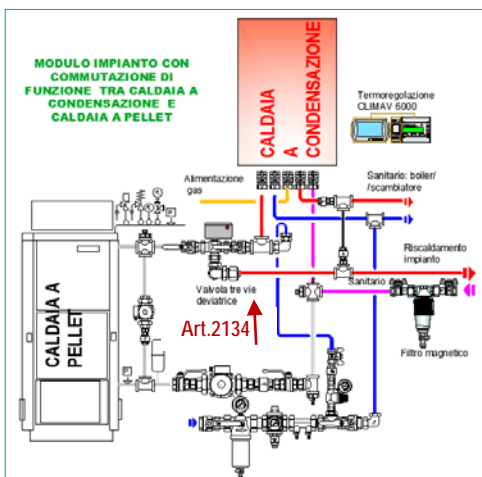 MODULO IMPIANTO CON
COMMUTAZIONE DI
FUNZIONE TRA CALDAIA A
CONDENSAZIONE E
CALDAIA A PELLET
CALDAIA
A
CONDENSAZIONE
Termoregolazione
CLIMAV 6000
Alimentazione
gas
Sanitario: boiler/
/scambiatore
Riscaldamento
impianto
Valvola tre vie
deviatrice
Sanitario
Art.2134
Filtro magnetico
CALDAIA A
PELLET